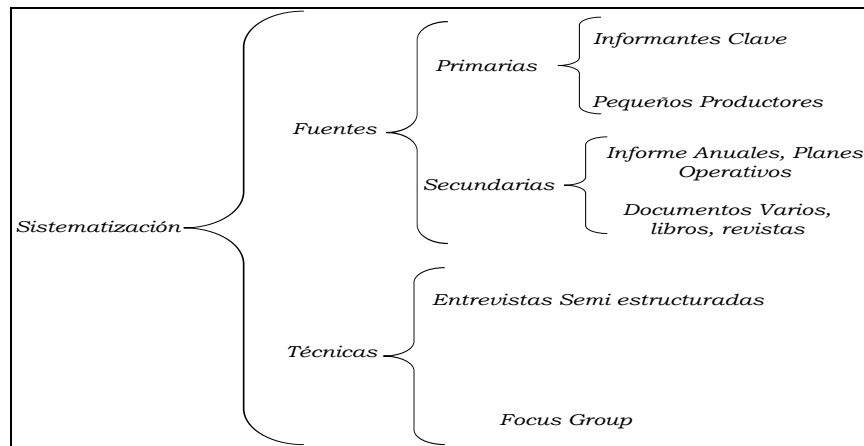 Informantes Clave
Primarias
Pequeños Productores
Fuentes
Informe Anuales, Planes
Operativos
Secundarias
Documentos Varios,
libros, revistas
Sistematización
Entrevistas Semi estructuradas
Técnicas
Focus Group